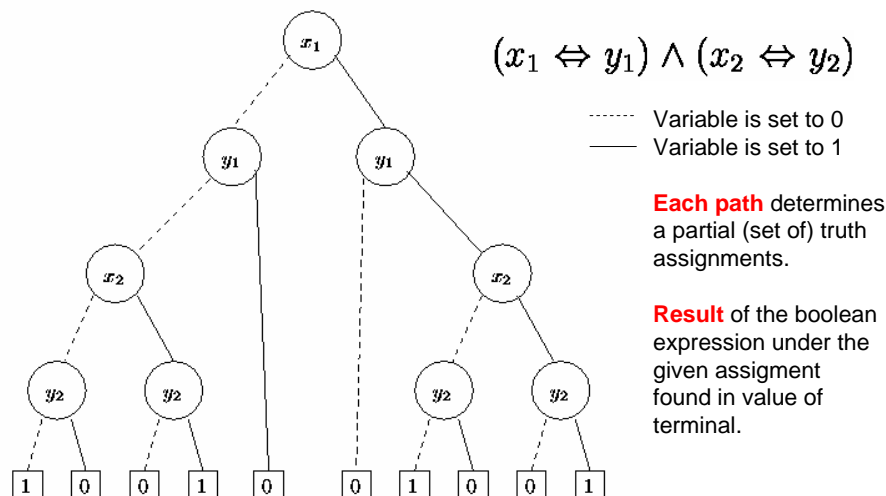 x₁
(x₁ ⇔ y₁) ∧ (x₂ ⇔ y₂)
Variable is set to 0
Variable is set to 1
y₁ y₁
Each path determines
a partial (set of) truth
assignments.
x₂ x₂
Result of the boolean
expression under the
given assigment
found in value of
terminal.
y₂ y₂ y₂ y₂
1 0 0 1 0 0 1 0 0 1